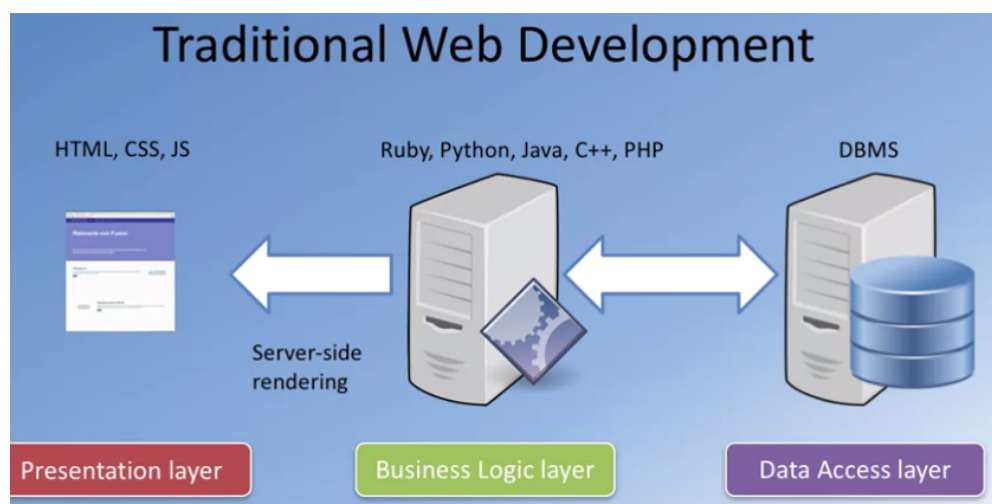 Traditional Web Development
HTML, CSS, JS
Ruby, Python, Java, C++, PHP
DBMS
Server-side
rendering
Presentation layer
Business Logic layer
Data Access layer